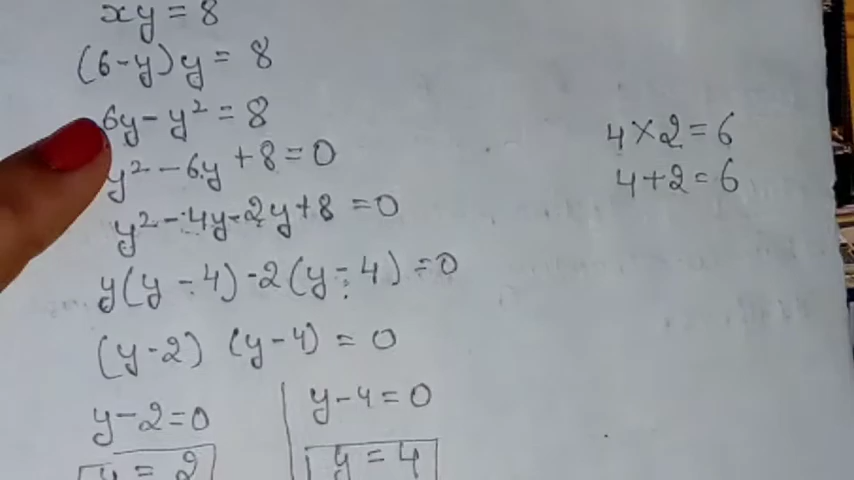 xy = 8
(6-y)y = 8
6y - y² = 8
y² - 6y + 8 = 0
y² - 4y - 2y + 8 = 0
y(y - 4) - 2(y - 4) = 0
(y - 2) (y - 4) = 0
y - 2 = 0
y = 2
y - 4 = 0
y = 4
4 × 2 = 6
4 + 2 = 6